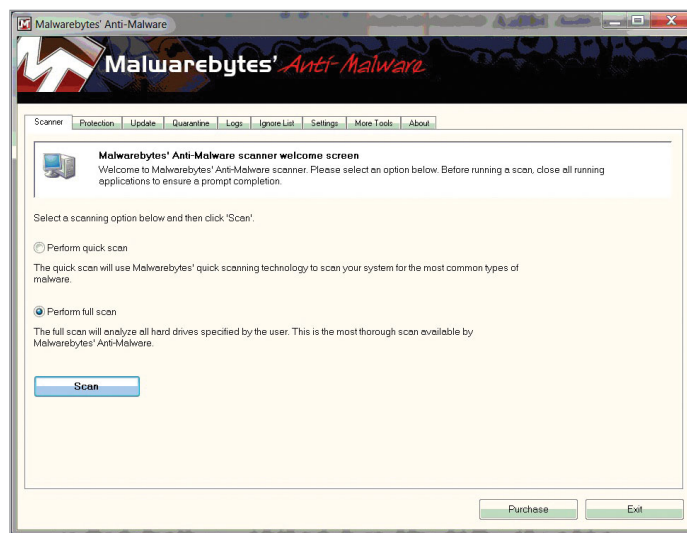 Malwarebytes' Anti-Malware
Malwarebytes' Anti-Malware
Scanner Protection Update Quarantine Logs Ignore List Settings More Tools About
Malwarebytes' Anti-Malware scanner welcome screen
Welcome to Malwarebytes' Anti-Malware scanner. Please select an option below. Before running a scan, close all running
applications to ensure a prompt completion.
Select a scanning option below and then click 'Scan'.
Perform quick scan
The quick scan will use Malwarebytes' quick scanning technology to scan your system for the most common types of
malware.
Perform full scan
The full scan will analyze all hard drives specified by the user. This is the most thorough scan available by
Malwarebytes' Anti-Malware.
Scan
Purchase Exit